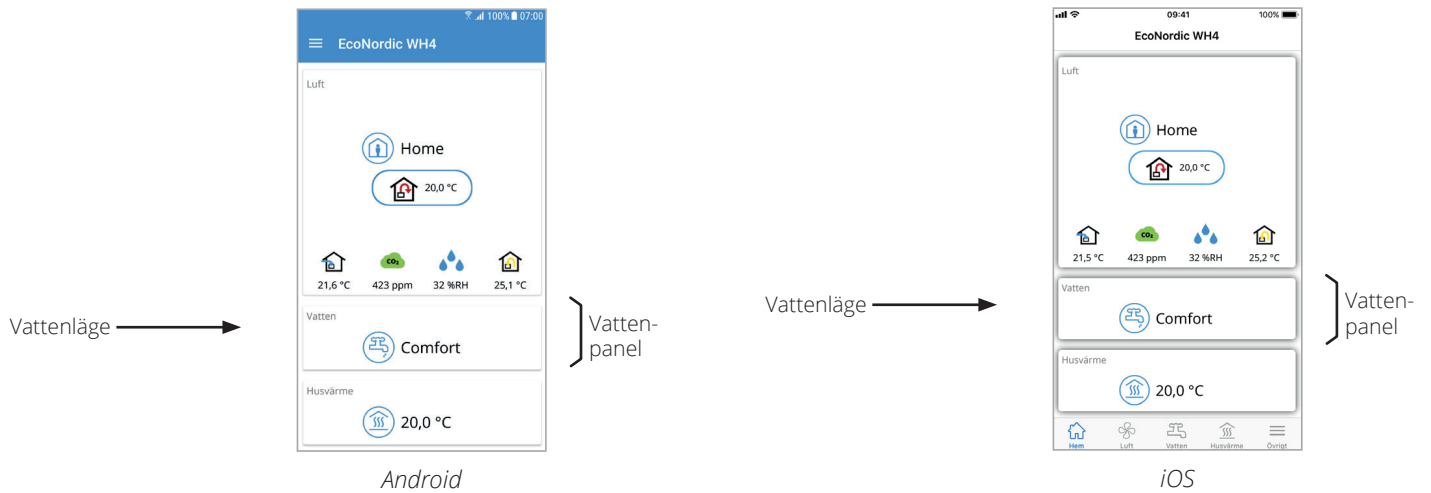 100% 07:00
EcoNordic WH4
Luft
Home
20,0 °C
CO₂
21,6 °C 423 ppm 32 %RH 25,1 °C
Vatten
Comfort
Husvärme
20,0 °C
Vattenläge
Vatten-
panel
Android
09:41 100%
EcoNordic WH4
Luft
Home
20,0 °C
CO₂
21,5 °C 423 ppm 32 %RH 25,2 °C
Vatten
Comfort
Husvärme
20,0 °C
Hem Luft Vatten Husvärme Övrigt
Vattenläge
Vatten-
panel
iOS